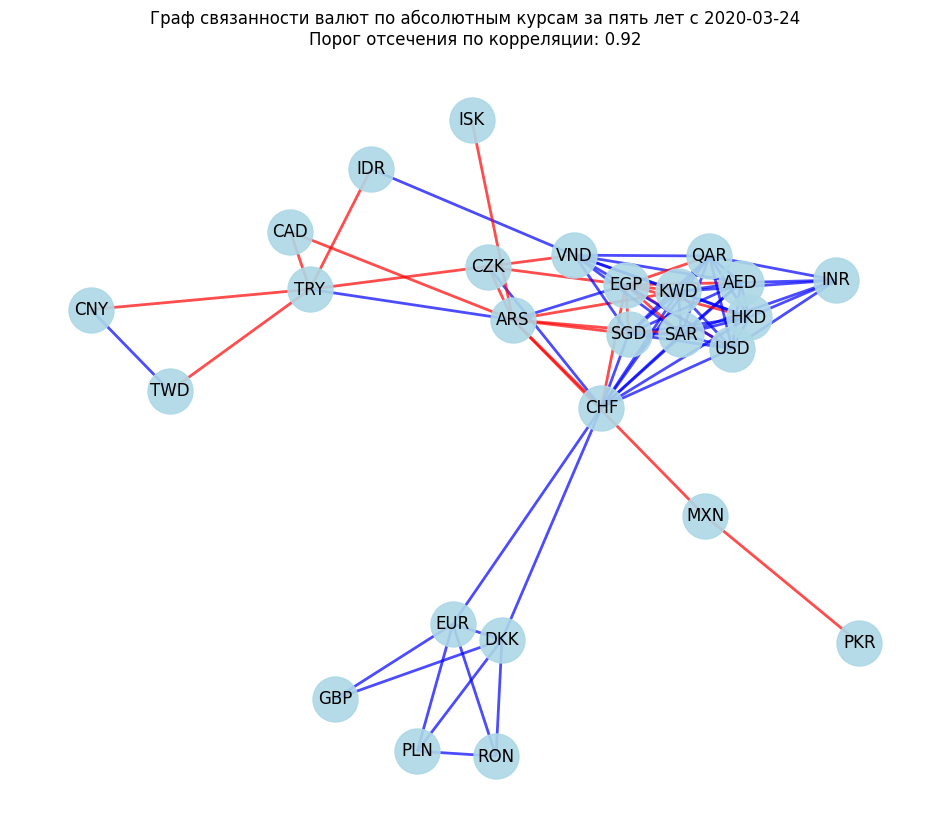 Граф связанности валют по абсолютным курсам за пять лет с 2020-03-24
Порог отсечения по корреляции: 0.92
ISK
IDR
CAD
CZK
VND
QAR
TRY
EGP
KWD
AED
INR
CNY
ARS
SGD
SAR
HKD
USD
TWD
CHF
MXN
EUR
DKK
PKR
GBP
PLN
RON